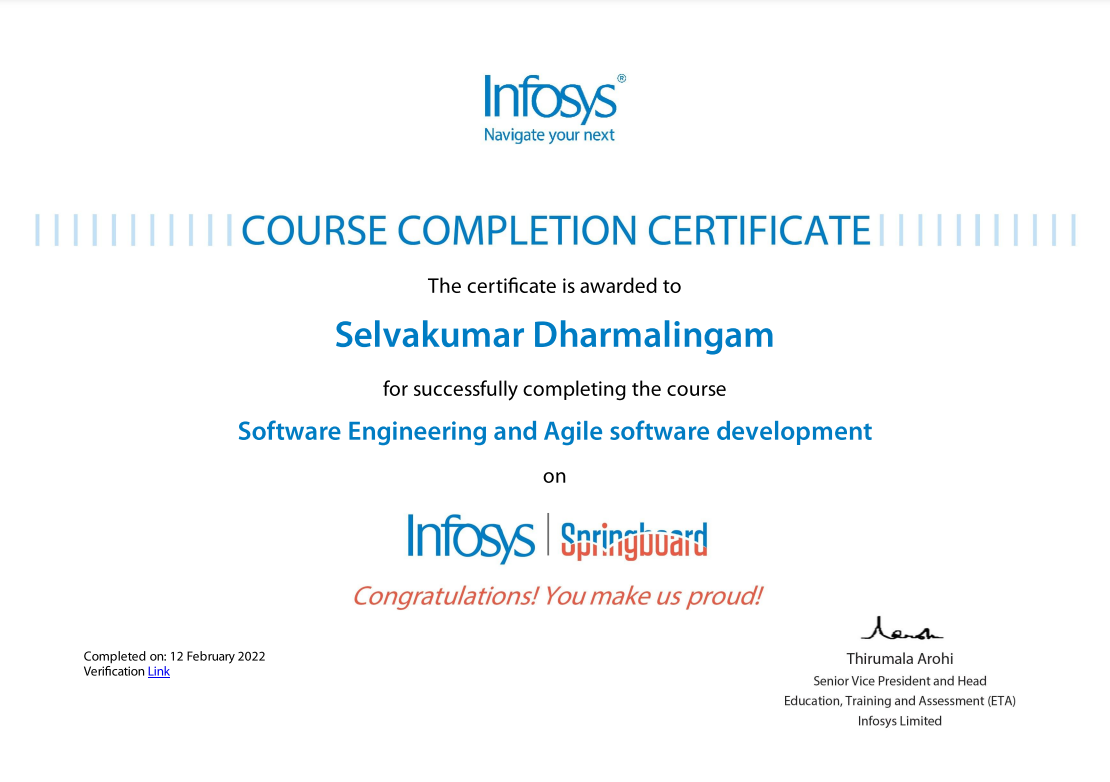 Infosys®
Navigate your next
COURSE COMPLETION CERTIFICATE
The certificate is awarded to
Selvakumar Dharmalingam
for successfully completing the course
Software Engineering and Agile software development
on
Infosys | Springboard
Congratulations! You make us proud!
Completed on: 12 February 2022
Verification Link
Thirumala Arohi
Senior Vice President and Head
Education, Training and Assessment (ETA)
Infosys Limited